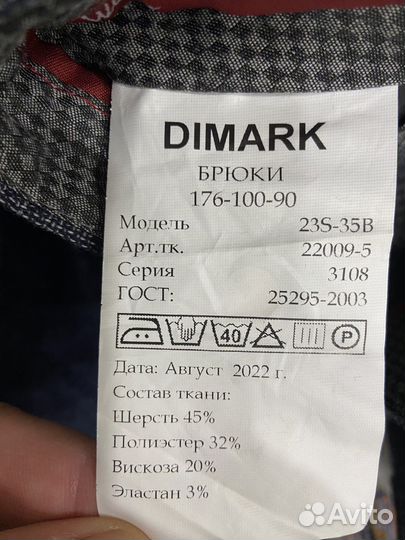 DIMARK
БРЮКИ
176-100-90
Модель 23S-35B
Арт.тк. 22009-5
Серия 3108
ГОСТ: 25295-2003
40 P
Дата: Август 2022 г.
Состав ткани:
Шерсть 45%
Полиэстер 32%
Вискоза 20%
Эластан 3%
Avito